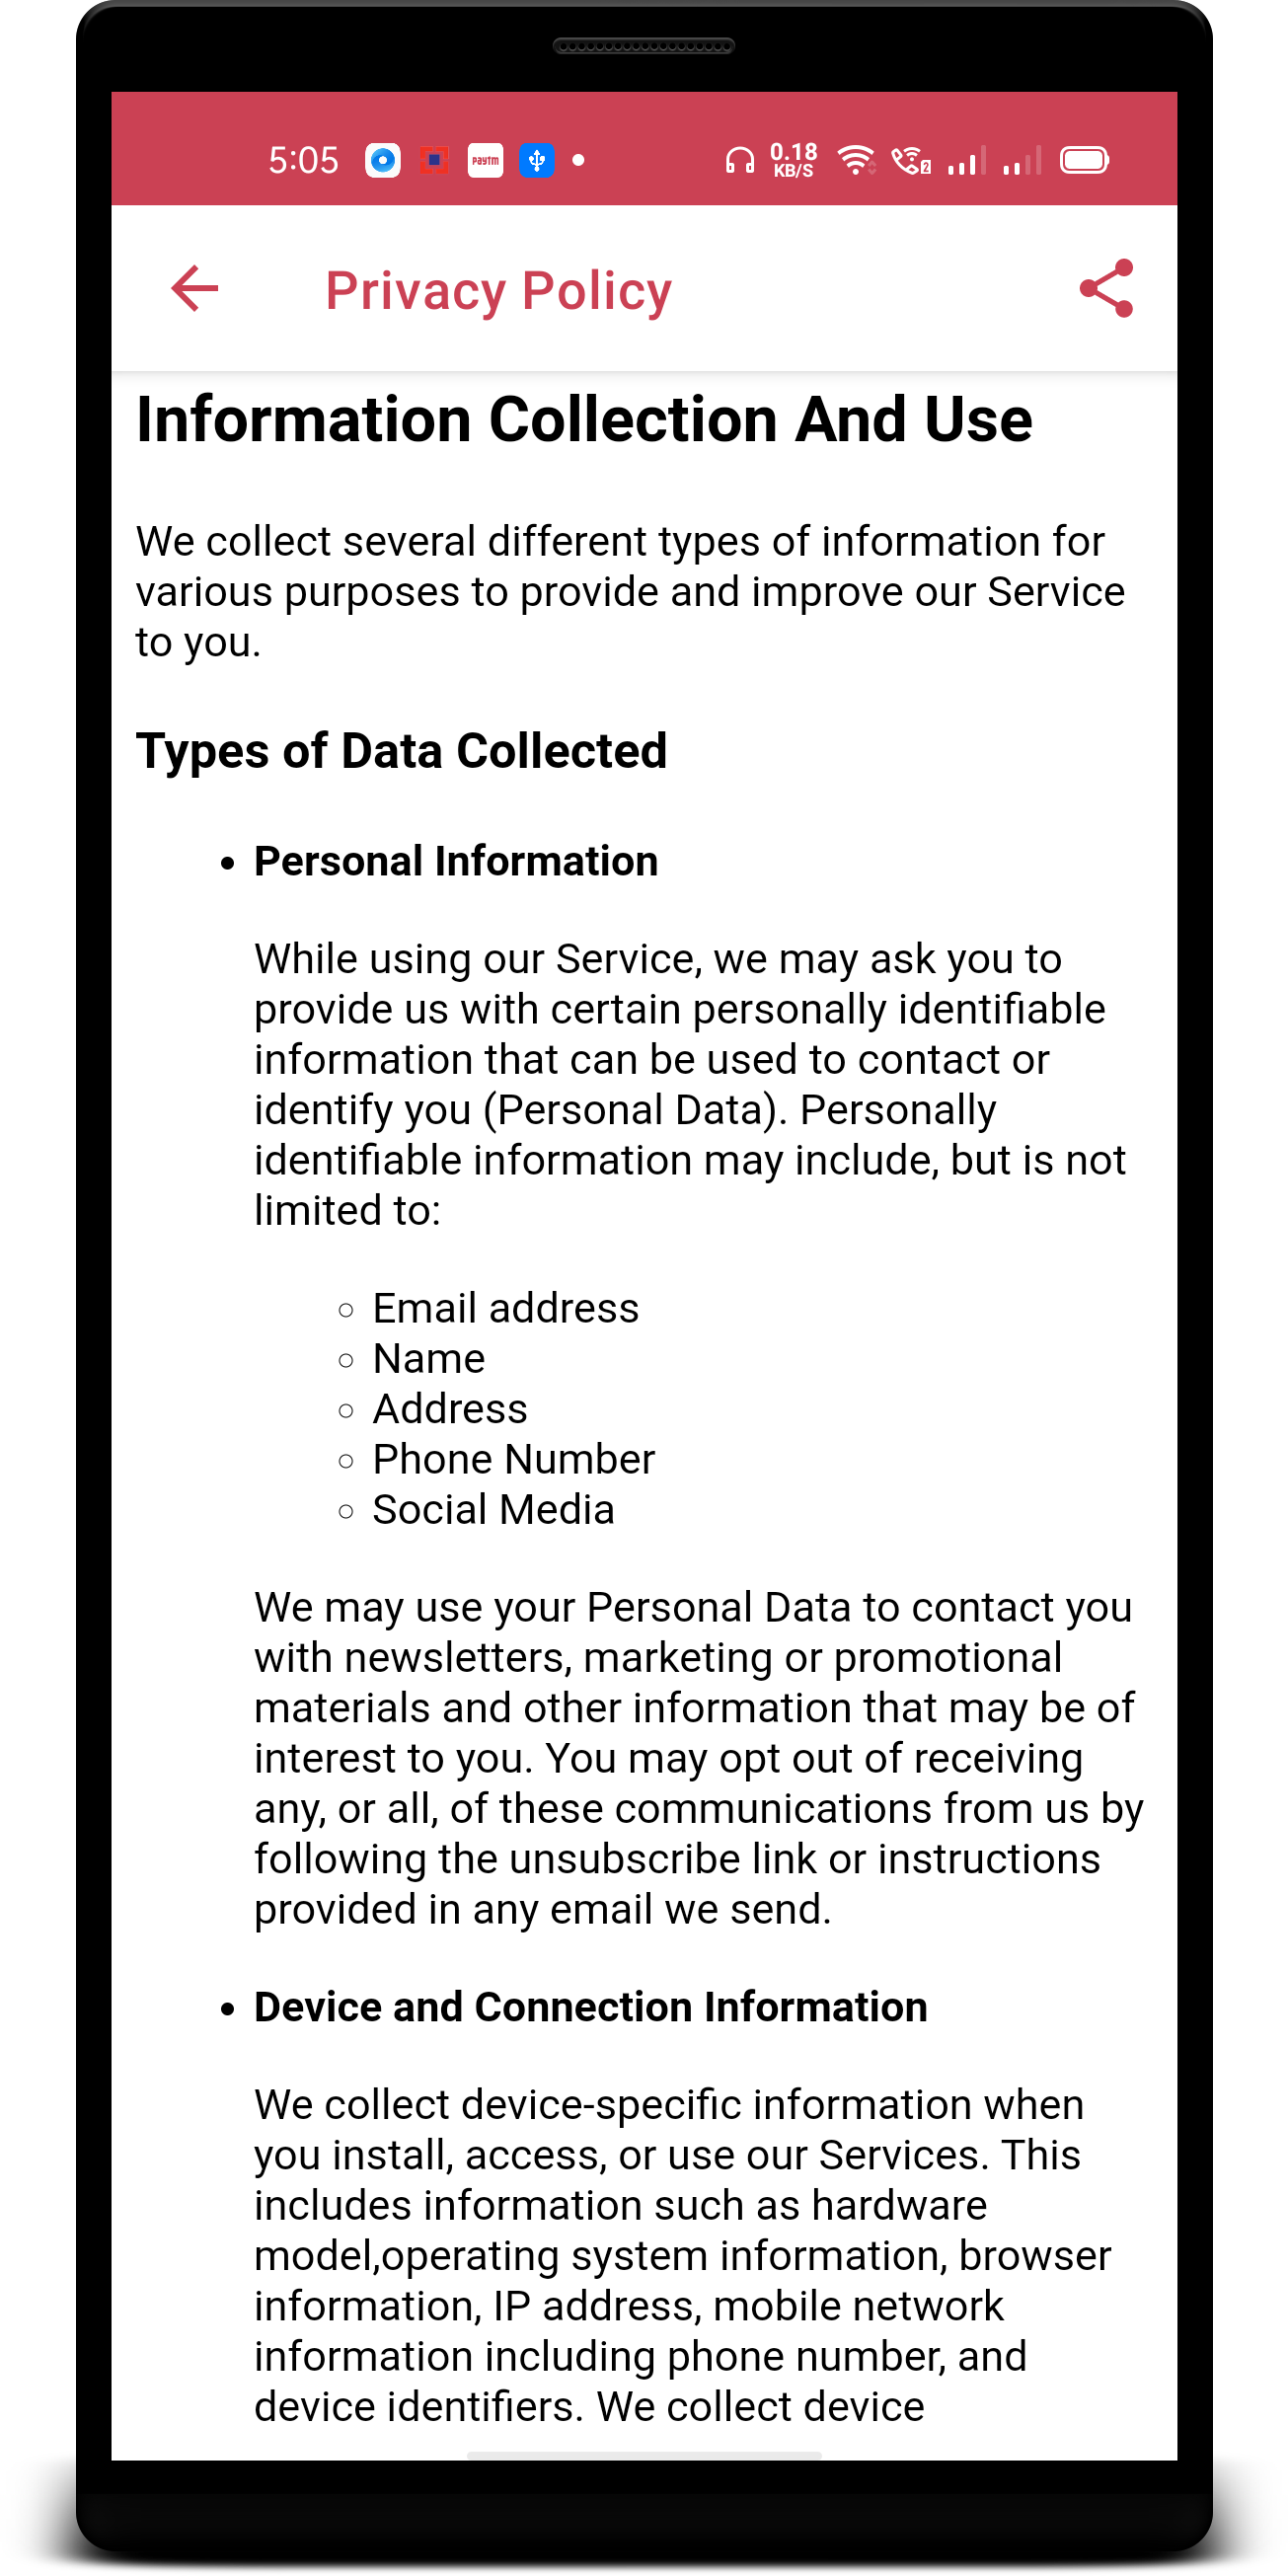 5:05 paytm 0.18 KB/S 2
Privacy Policy
Information Collection And Use
We collect several different types of information for
various purposes to provide and improve our Service
to you.
Types of Data Collected
• Personal Information
While using our Service, we may ask you to
provide us with certain personally identifiable
information that can be used to contact or
identify you (Personal Data). Personally
identifiable information may include, but is not
limited to:
◦ Email address
◦ Name
◦ Address
◦ Phone Number
◦ Social Media
We may use your Personal Data to contact you
with newsletters, marketing or promotional
materials and other information that may be of
interest to you. You may opt out of receiving
any, or all, of these communications from us by
following the unsubscribe link or instructions
provided in any email we send.
• Device and Connection Information
We collect device-specific information when
you install, access, or use our Services. This
includes information such as hardware
model,operating system information, browser
information, IP address, mobile network
information including phone number, and
device identifiers. We collect device